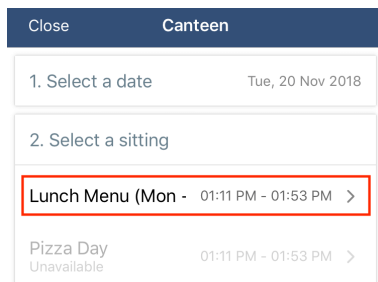 Close Canteen
1. Select a date Tue, 20 Nov 2018
2. Select a sitting
Lunch Menu (Mon - 01:11 PM - 01:53 PM
Pizza Day 01:11 PM - 01:53 PM
Unavailable